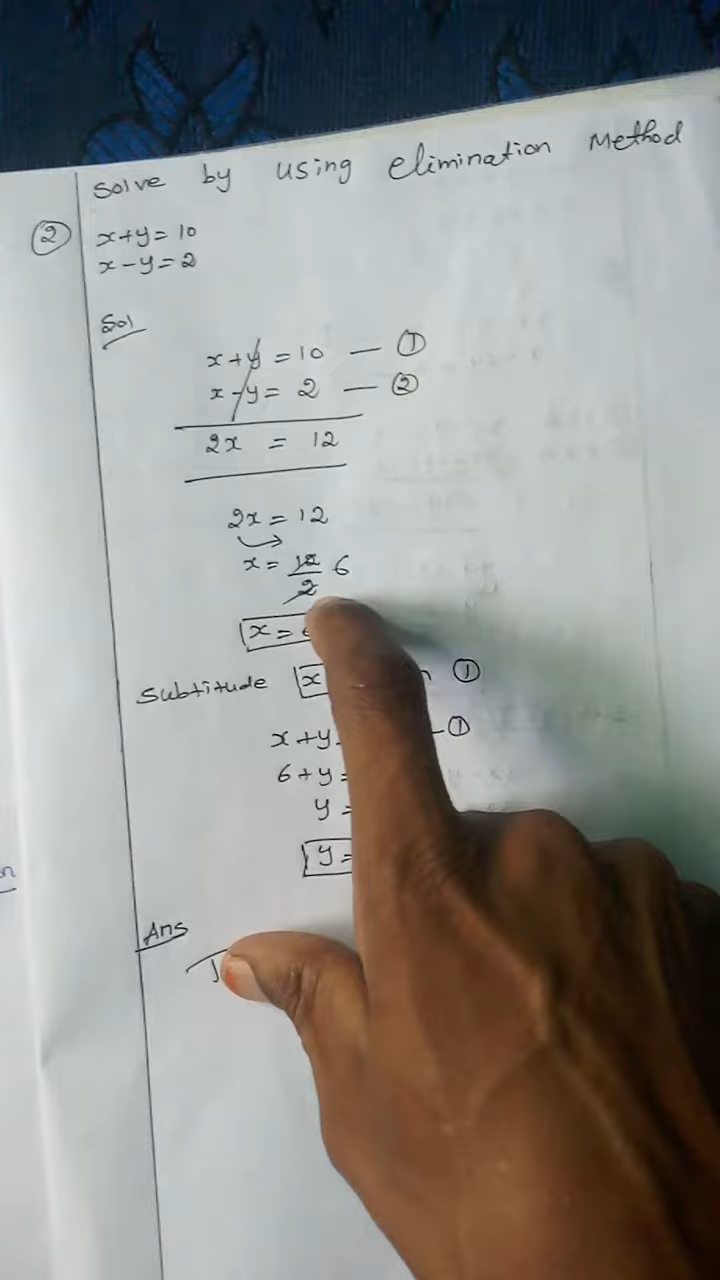 Solve by using elimination Method
② x+y=10
x-y=2
Sol
x+y=10 — ①
x-y=2 — ②
2x = 12
2x=12
x=12/2 6
x=
Subtitude x ①
x+y ①
6+y=
y=
y=
Ans